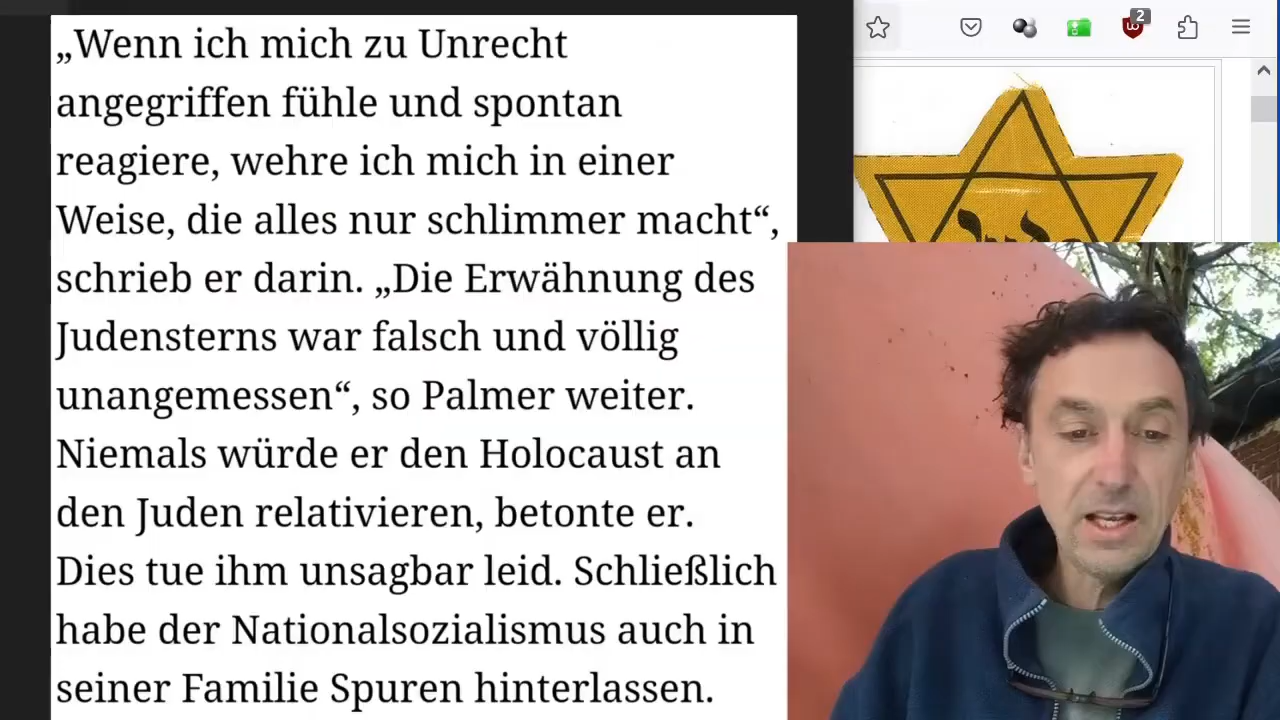 „Wenn ich mich zu Unrecht
angegriffen fühle und spontan
reagiere, wehre ich mich in einer
Weise, die alles nur schlimmer macht“,
schrieb er darin. „Die Erwähnung des
Judensterns war falsch und völlig
unangemessen“, so Palmer weiter.
Niemals würde er den Holocaust an
den Juden relativieren, betonte er.
Dies tue ihm unsagbar leid. Schließlich
habe der Nationalsozialismus auch in
seiner Familie Spuren hinterlassen.
2